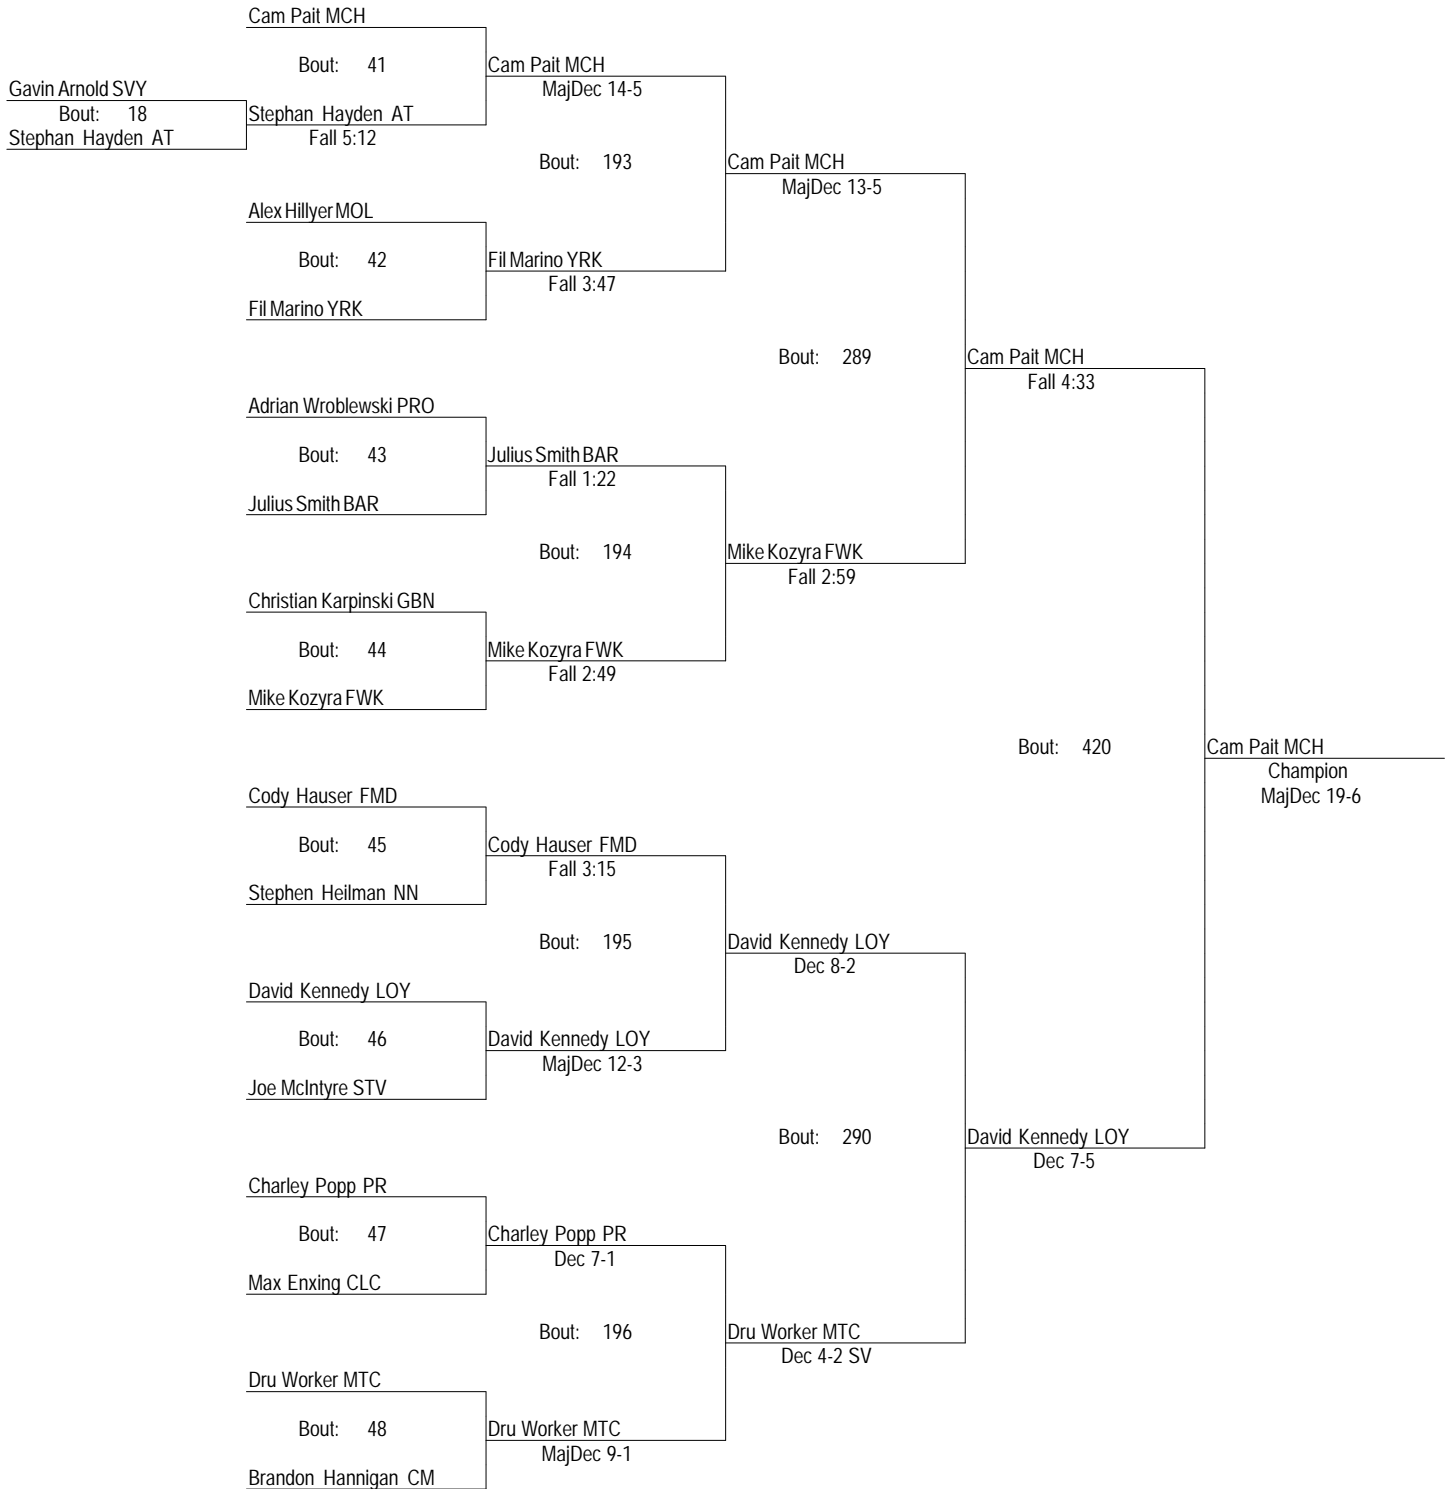 Cam Pait MCH
Bout: 41
Cam Pait MCH
Gavin Arnold SVY
MajDec 14-5
Bout: 18
Stephan Hayden AT
Stephan Hayden AT
Fall 5:12
Bout: 193
Cam Pait MCH
MajDec 13-5
Alex Hillyer MOL
Bout: 42
Fil Marino YRK
Fall 3:47
Fil Marino YRK
Bout: 289
Cam Pait MCH
Fall 4:33
Adrian Wroblewski PRO
Bout: 43
Julius Smith BAR
Fall 1:22
Julius Smith BAR
Bout: 194
Mike Kozyra FWK
Fall 2:59
Christian Karpinski GBN
Bout: 44
Mike Kozyra FWK
Fall 2:49
Mike Kozyra FWK
Bout: 420
Cam Pait MCH
Champion
MajDec 19-6
Cody Hauser FMD
Bout: 45
Cody Hauser FMD
Fall 3:15
Stephen Heilman NN
Bout: 195
David Kennedy LOY
Dec 8-2
David Kennedy LOY
Bout: 46
David Kennedy LOY
MajDec 12-3
Joe McIntyre STV
Bout: 290
David Kennedy LOY
Dec 7-5
Charley Popp PR
Bout: 47
Charley Popp PR
Dec 7-1
Max Enxing CLC
Bout: 196
Dru Worker MTC
Dec 4-2 SV
Dru Worker MTC
Bout: 48
Dru Worker MTC
MajDec 9-1
Brandon Hannigan CM